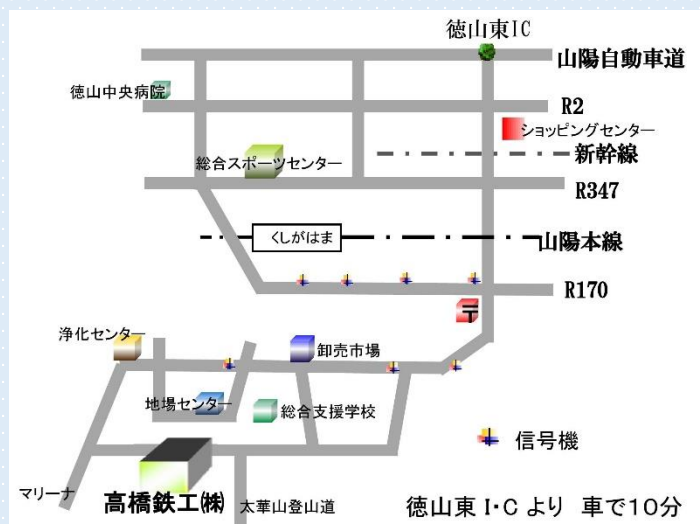 徳山東IC
山陽自動車道
徳山中央病院
R2
ショッピングセンター
新幹線
総合スポーツセンター
R347
くしがはま
山陽本線
R170
〒
浄化センター
卸売市場
地場センター
総合支援学校
信号機
マリーナ
高橋鉄工㈱
太華山登山道
徳山東 I・C より 車で10分